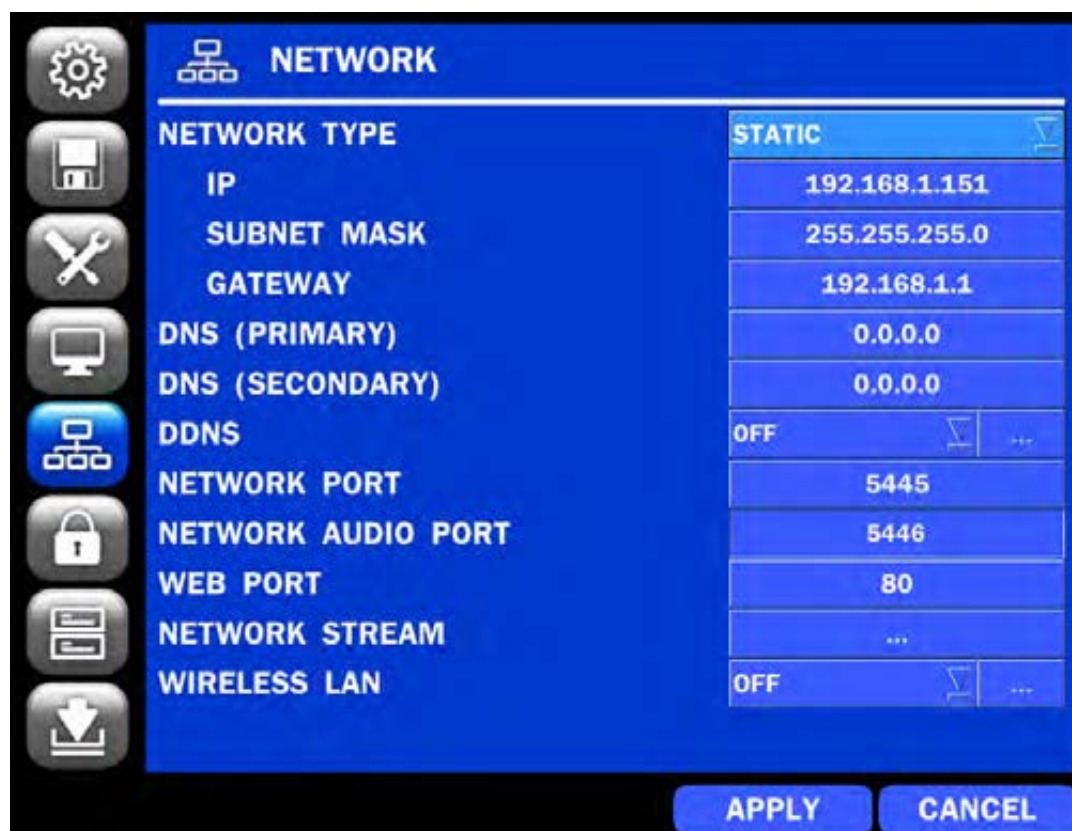 NETWORK
NETWORK TYPE STATIC
IP 192.168.1.151
SUBNET MASK 255.255.255.0
GATEWAY 192.168.1.1
DNS (PRIMARY) 0.0.0.0
DNS (SECONDARY) 0.0.0.0
DDNS OFF ...
NETWORK PORT 5445
NETWORK AUDIO PORT 5446
WEB PORT 80
NETWORK STREAM ...
WIRELESS LAN OFF ...
APPLY CANCEL